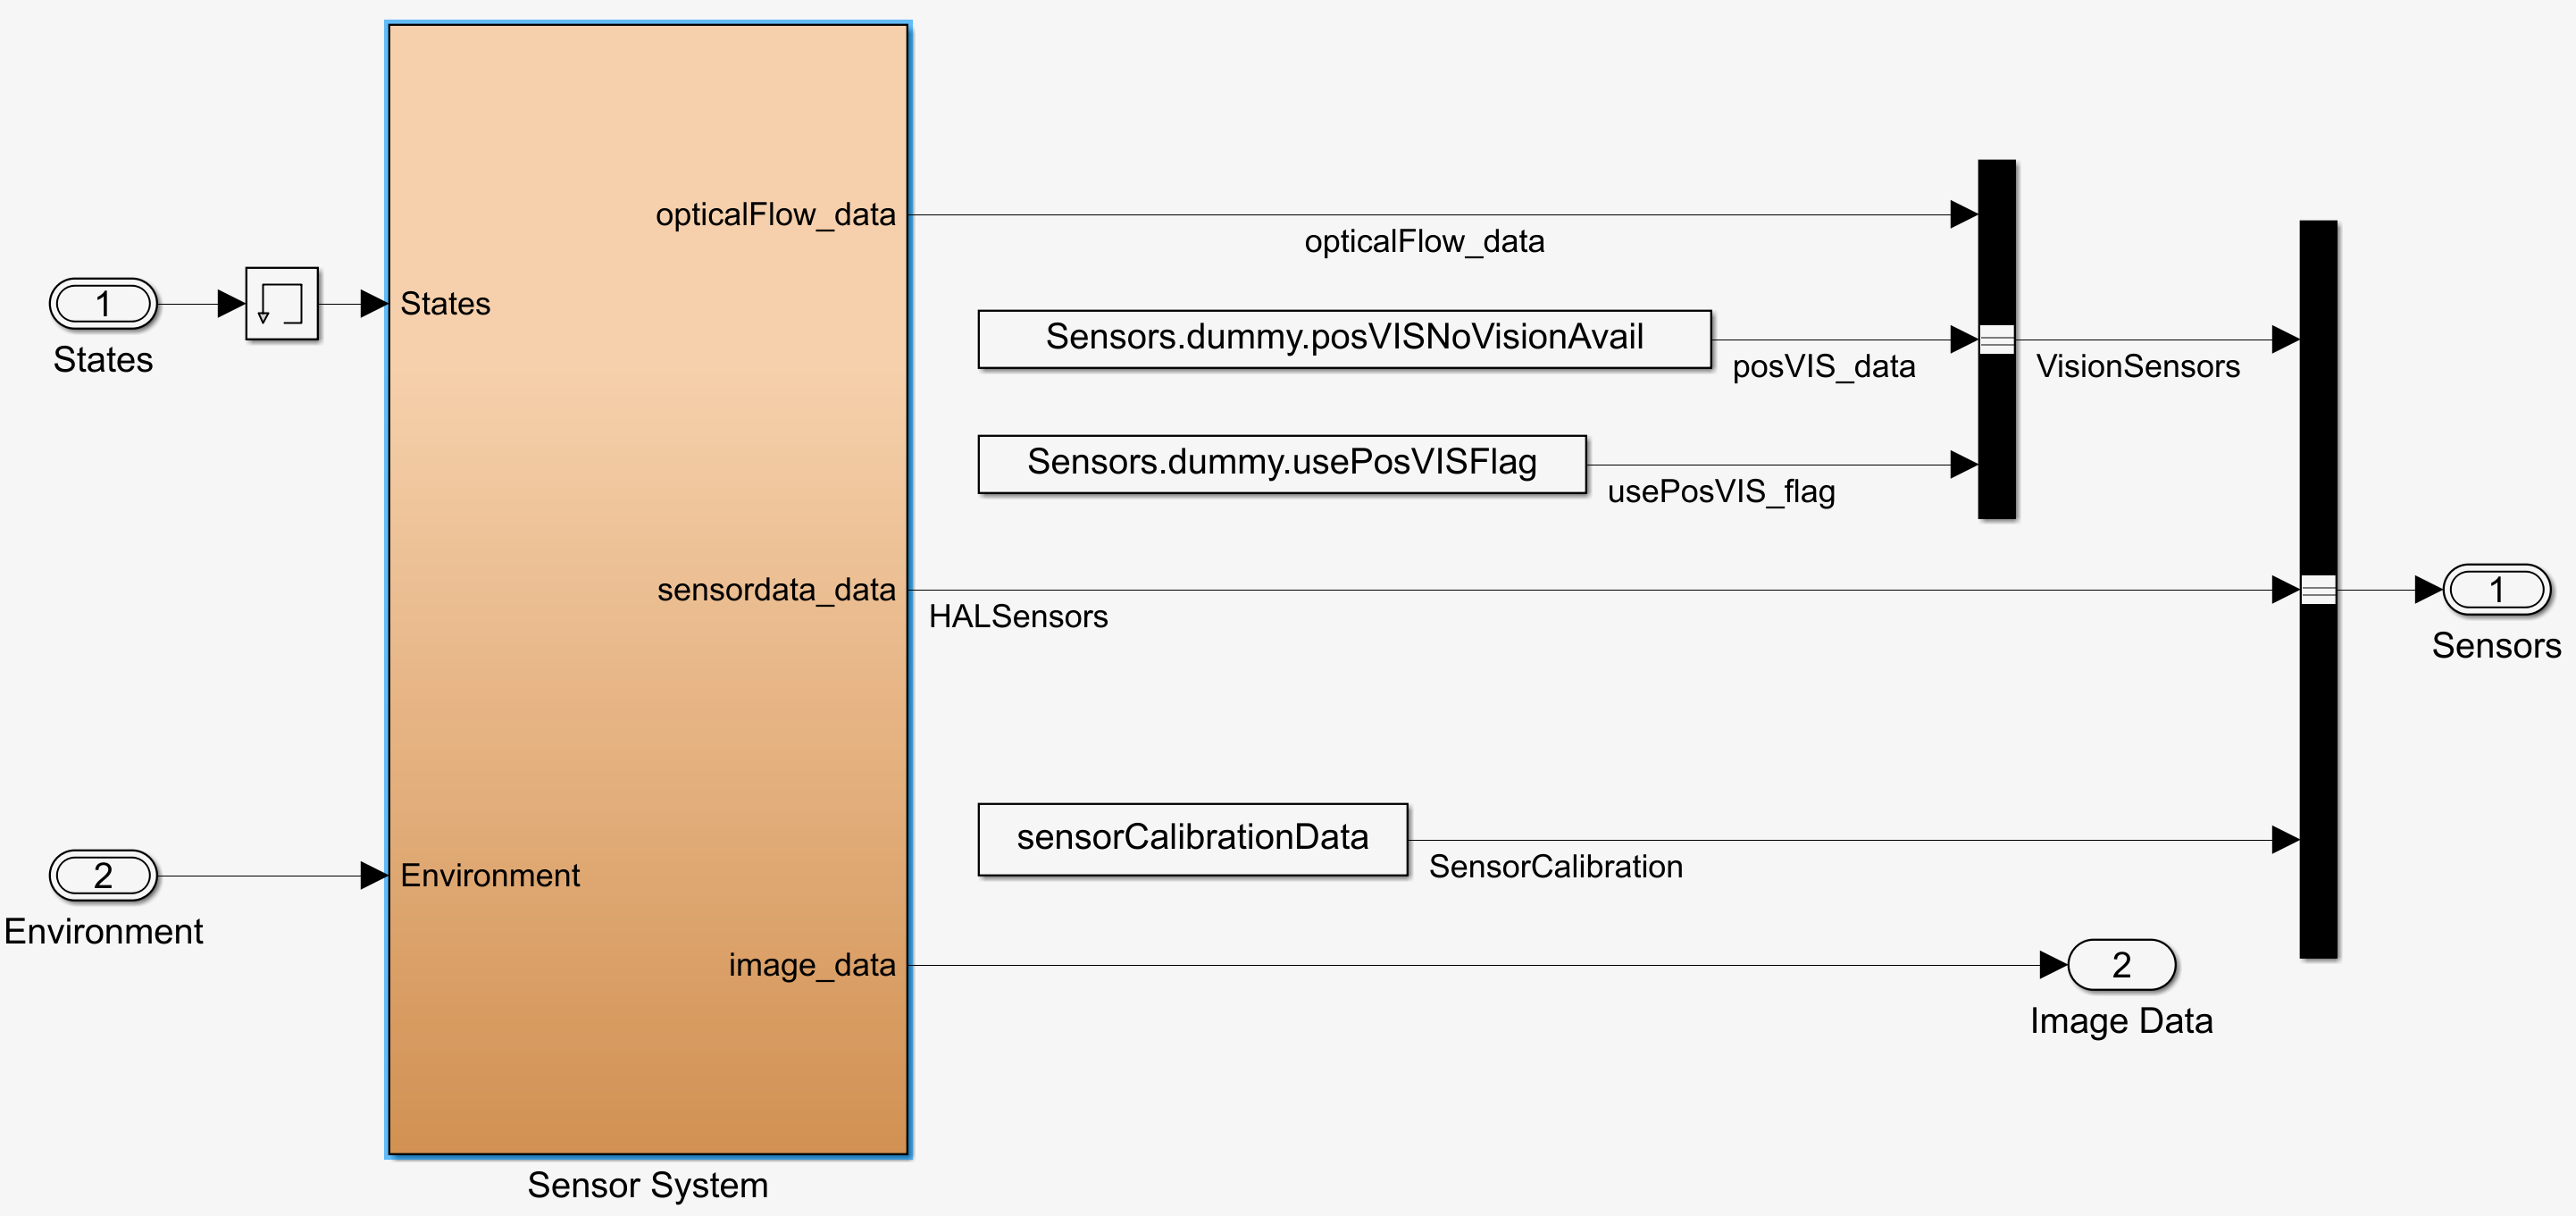 opticalFlow_data
opticalFlow_data
1
States
States
Sensors.dummy.posVISNoVisionAvail
posVIS_data
VisionSensors
Sensors.dummy.usePosVISFlag
usePosVIS_flag
sensordata_data
HALSensors
1
Sensors
sensorCalibrationData
SensorCalibration
2
Environment
Environment
image_data
2
Image Data
Sensor System